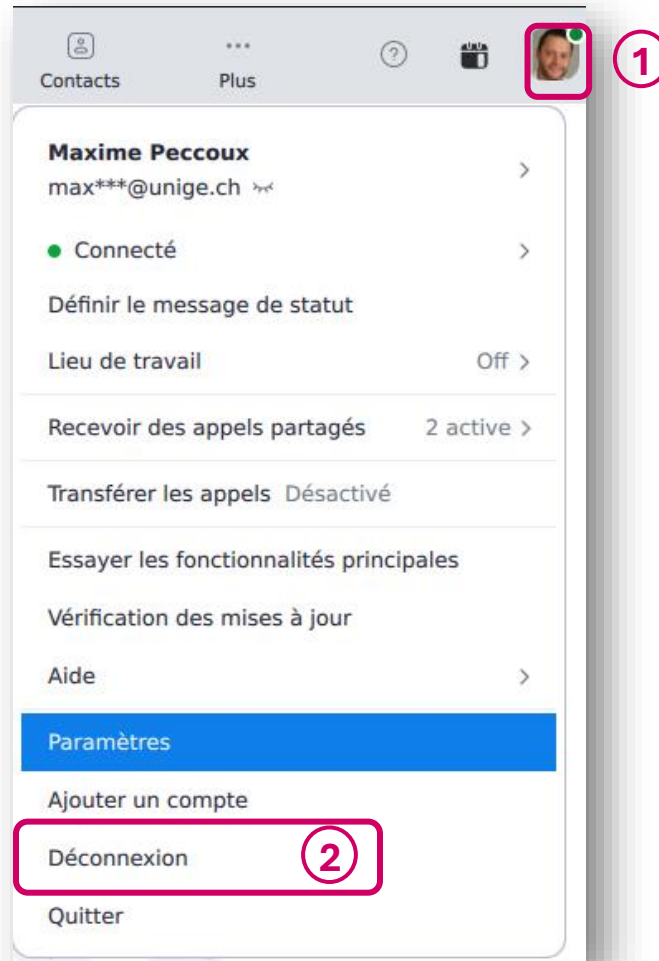 Contacts
Plus
?
1
Maxime Peccoux
max***@unige.ch
Connecté
Définir le message de statut
Lieu de travail Off
Recevoir des appels partagés 2 active
Transférer les appels Désactivé
Essayer les fonctionnalités principales
Vérification des mises à jour
Aide
Paramètres
Ajouter un compte
Déconnexion 2
Quitter